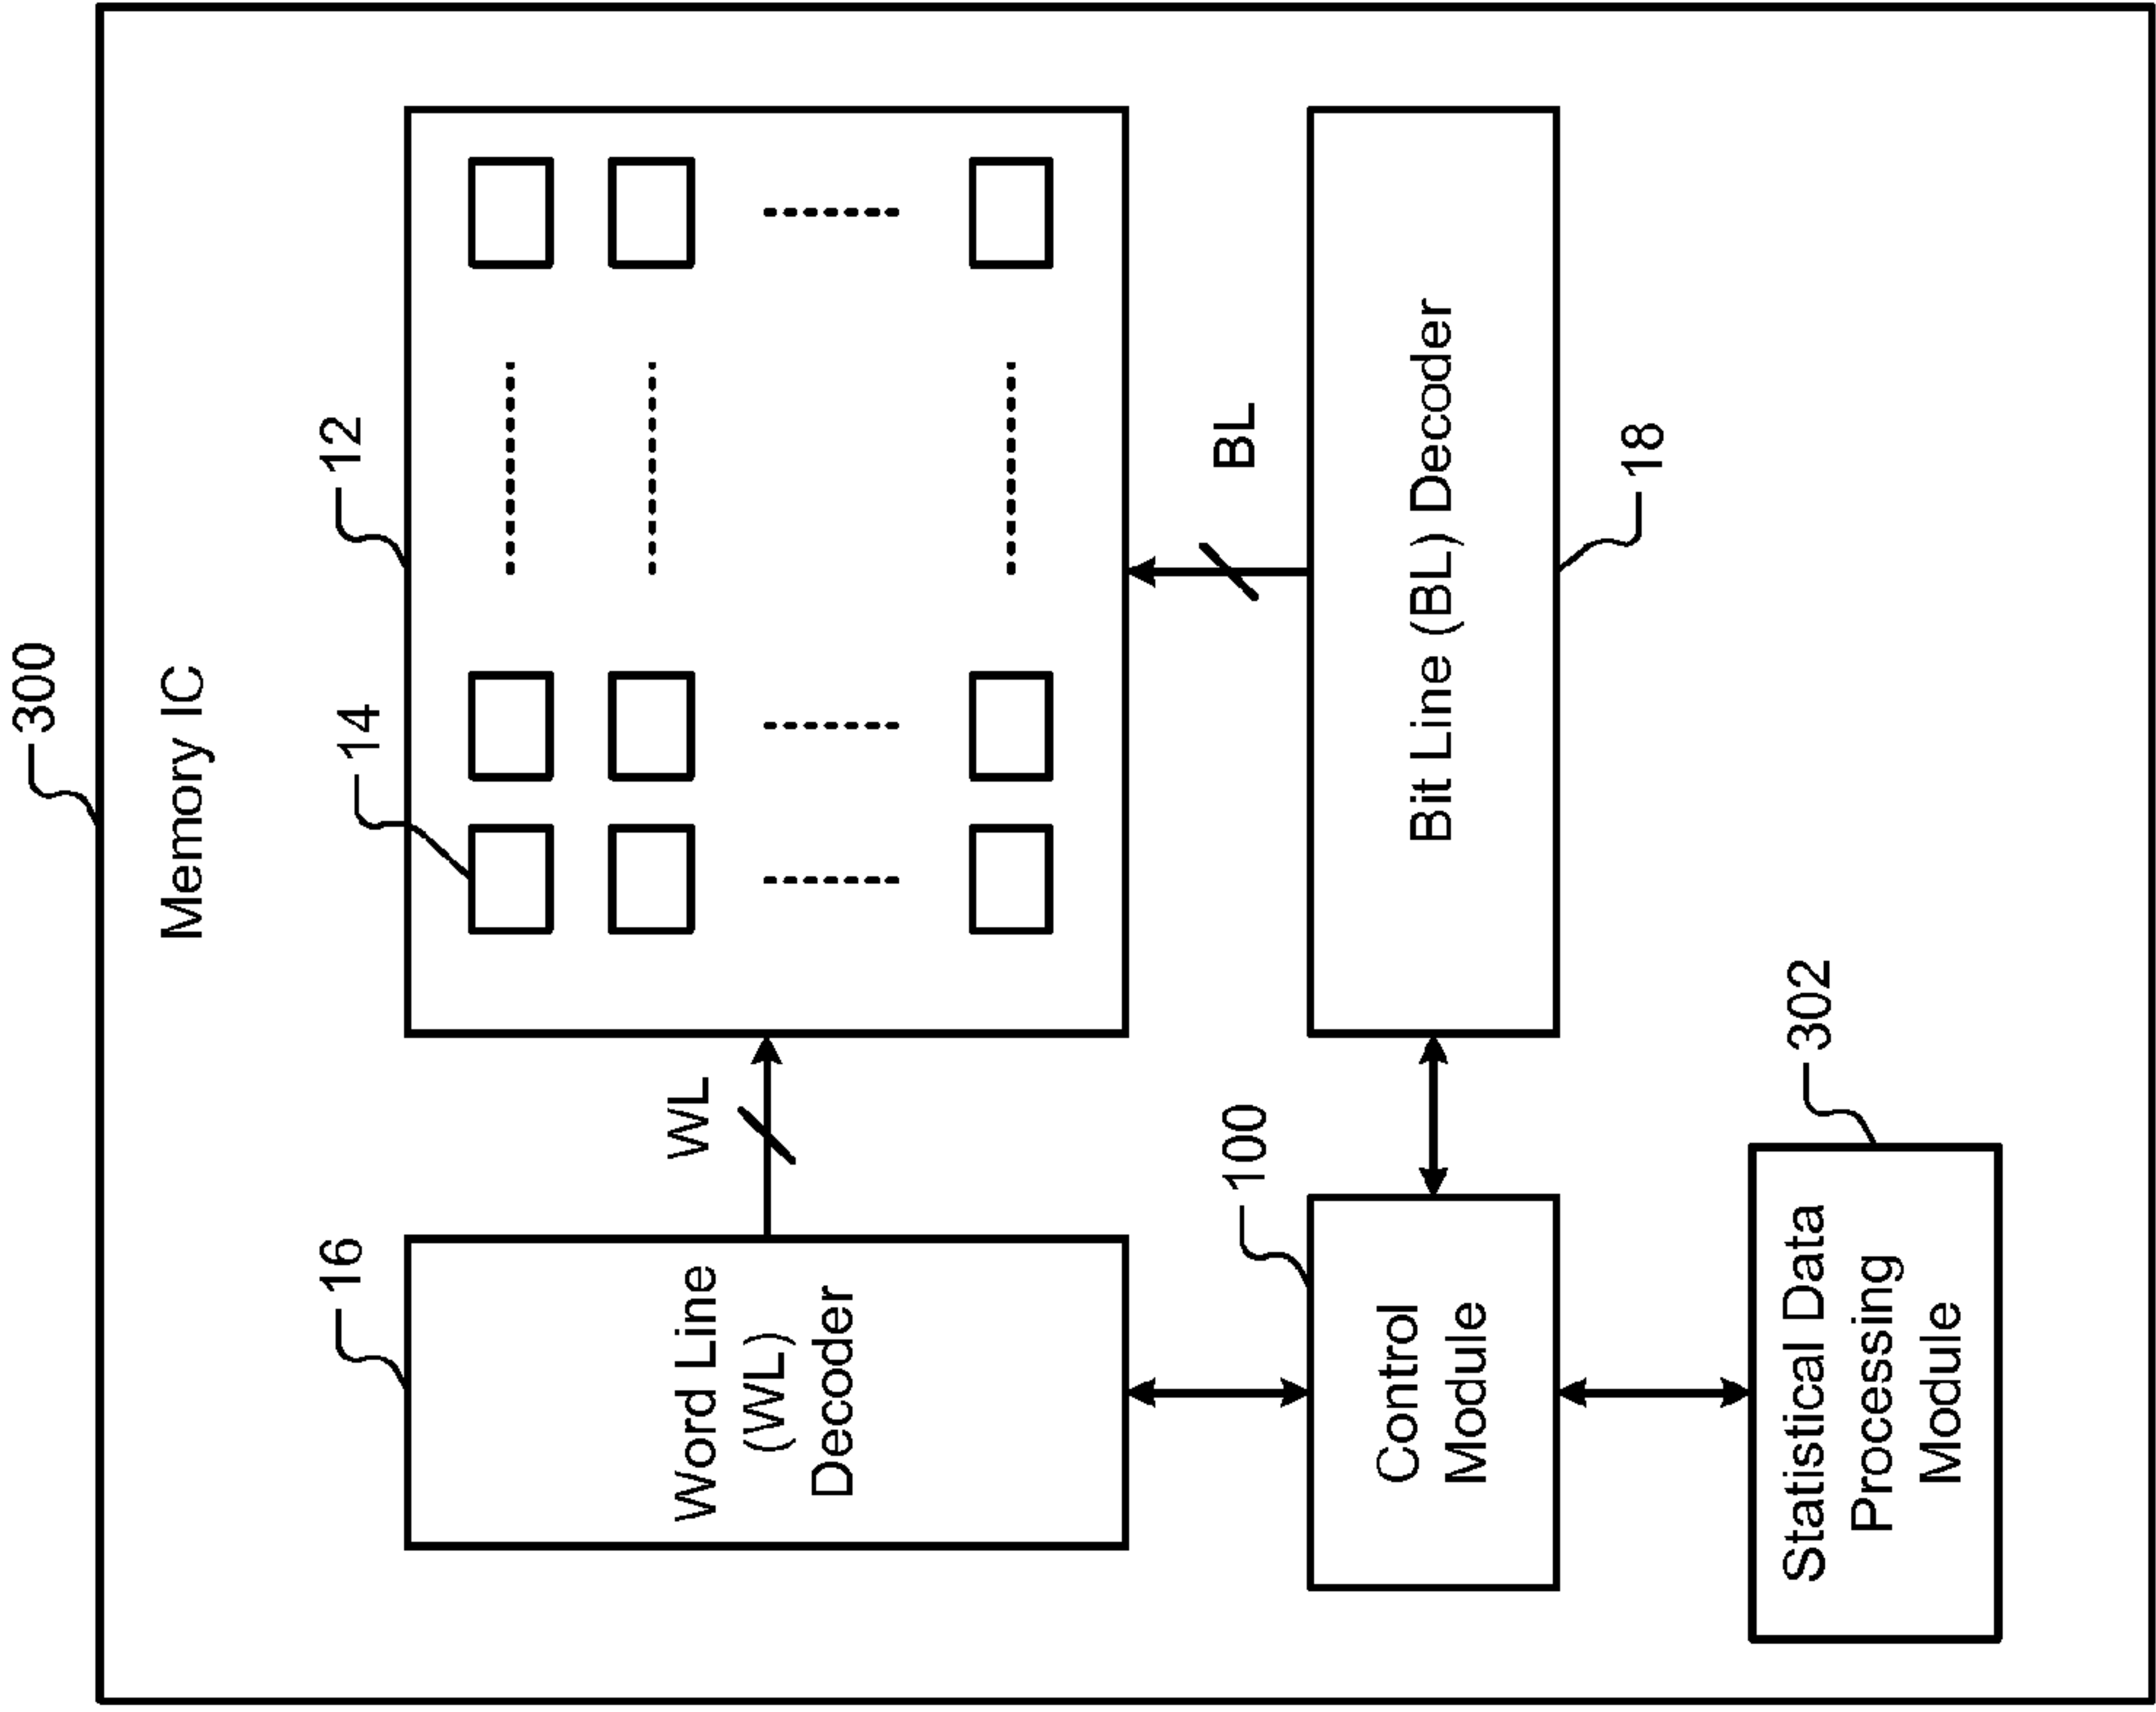 300
Memory IC
16
12
14
Word Line
(WL)
Decoder
WL
BL
100
Control
Module
Bit Line (BL) Decoder
18
302
Statistical Data
Processing
Module